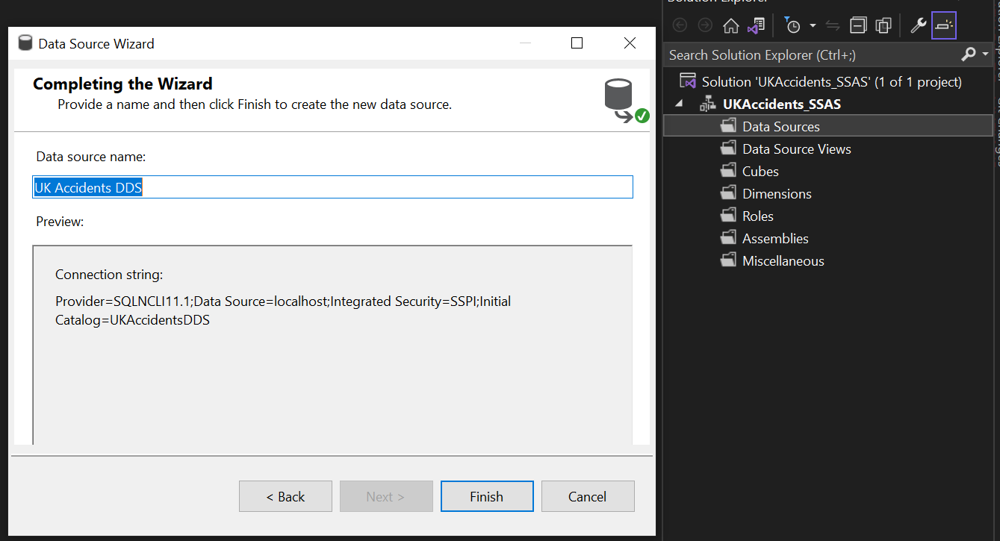 Data Source Wizard
Completing the Wizard
Provide a name and then click Finish to create the new data source.
Data source name:
UK Accidents DDS
Preview:
Connection string:
Provider=SQLNCLI11.1;Data Source=localhost;Integrated Security=SSPI;Initial
Catalog=UKAccidentsDDS
< Back
Next >
Finish
Cancel
Solution Explorer
Search Solution Explorer (Ctrl+;)
Solution 'UKAccidents_SSAS' (1 of 1 project)
UKAccidents_SSAS
Data Sources
Data Source Views
Cubes
Dimensions
Roles
Assemblies
Miscellaneous